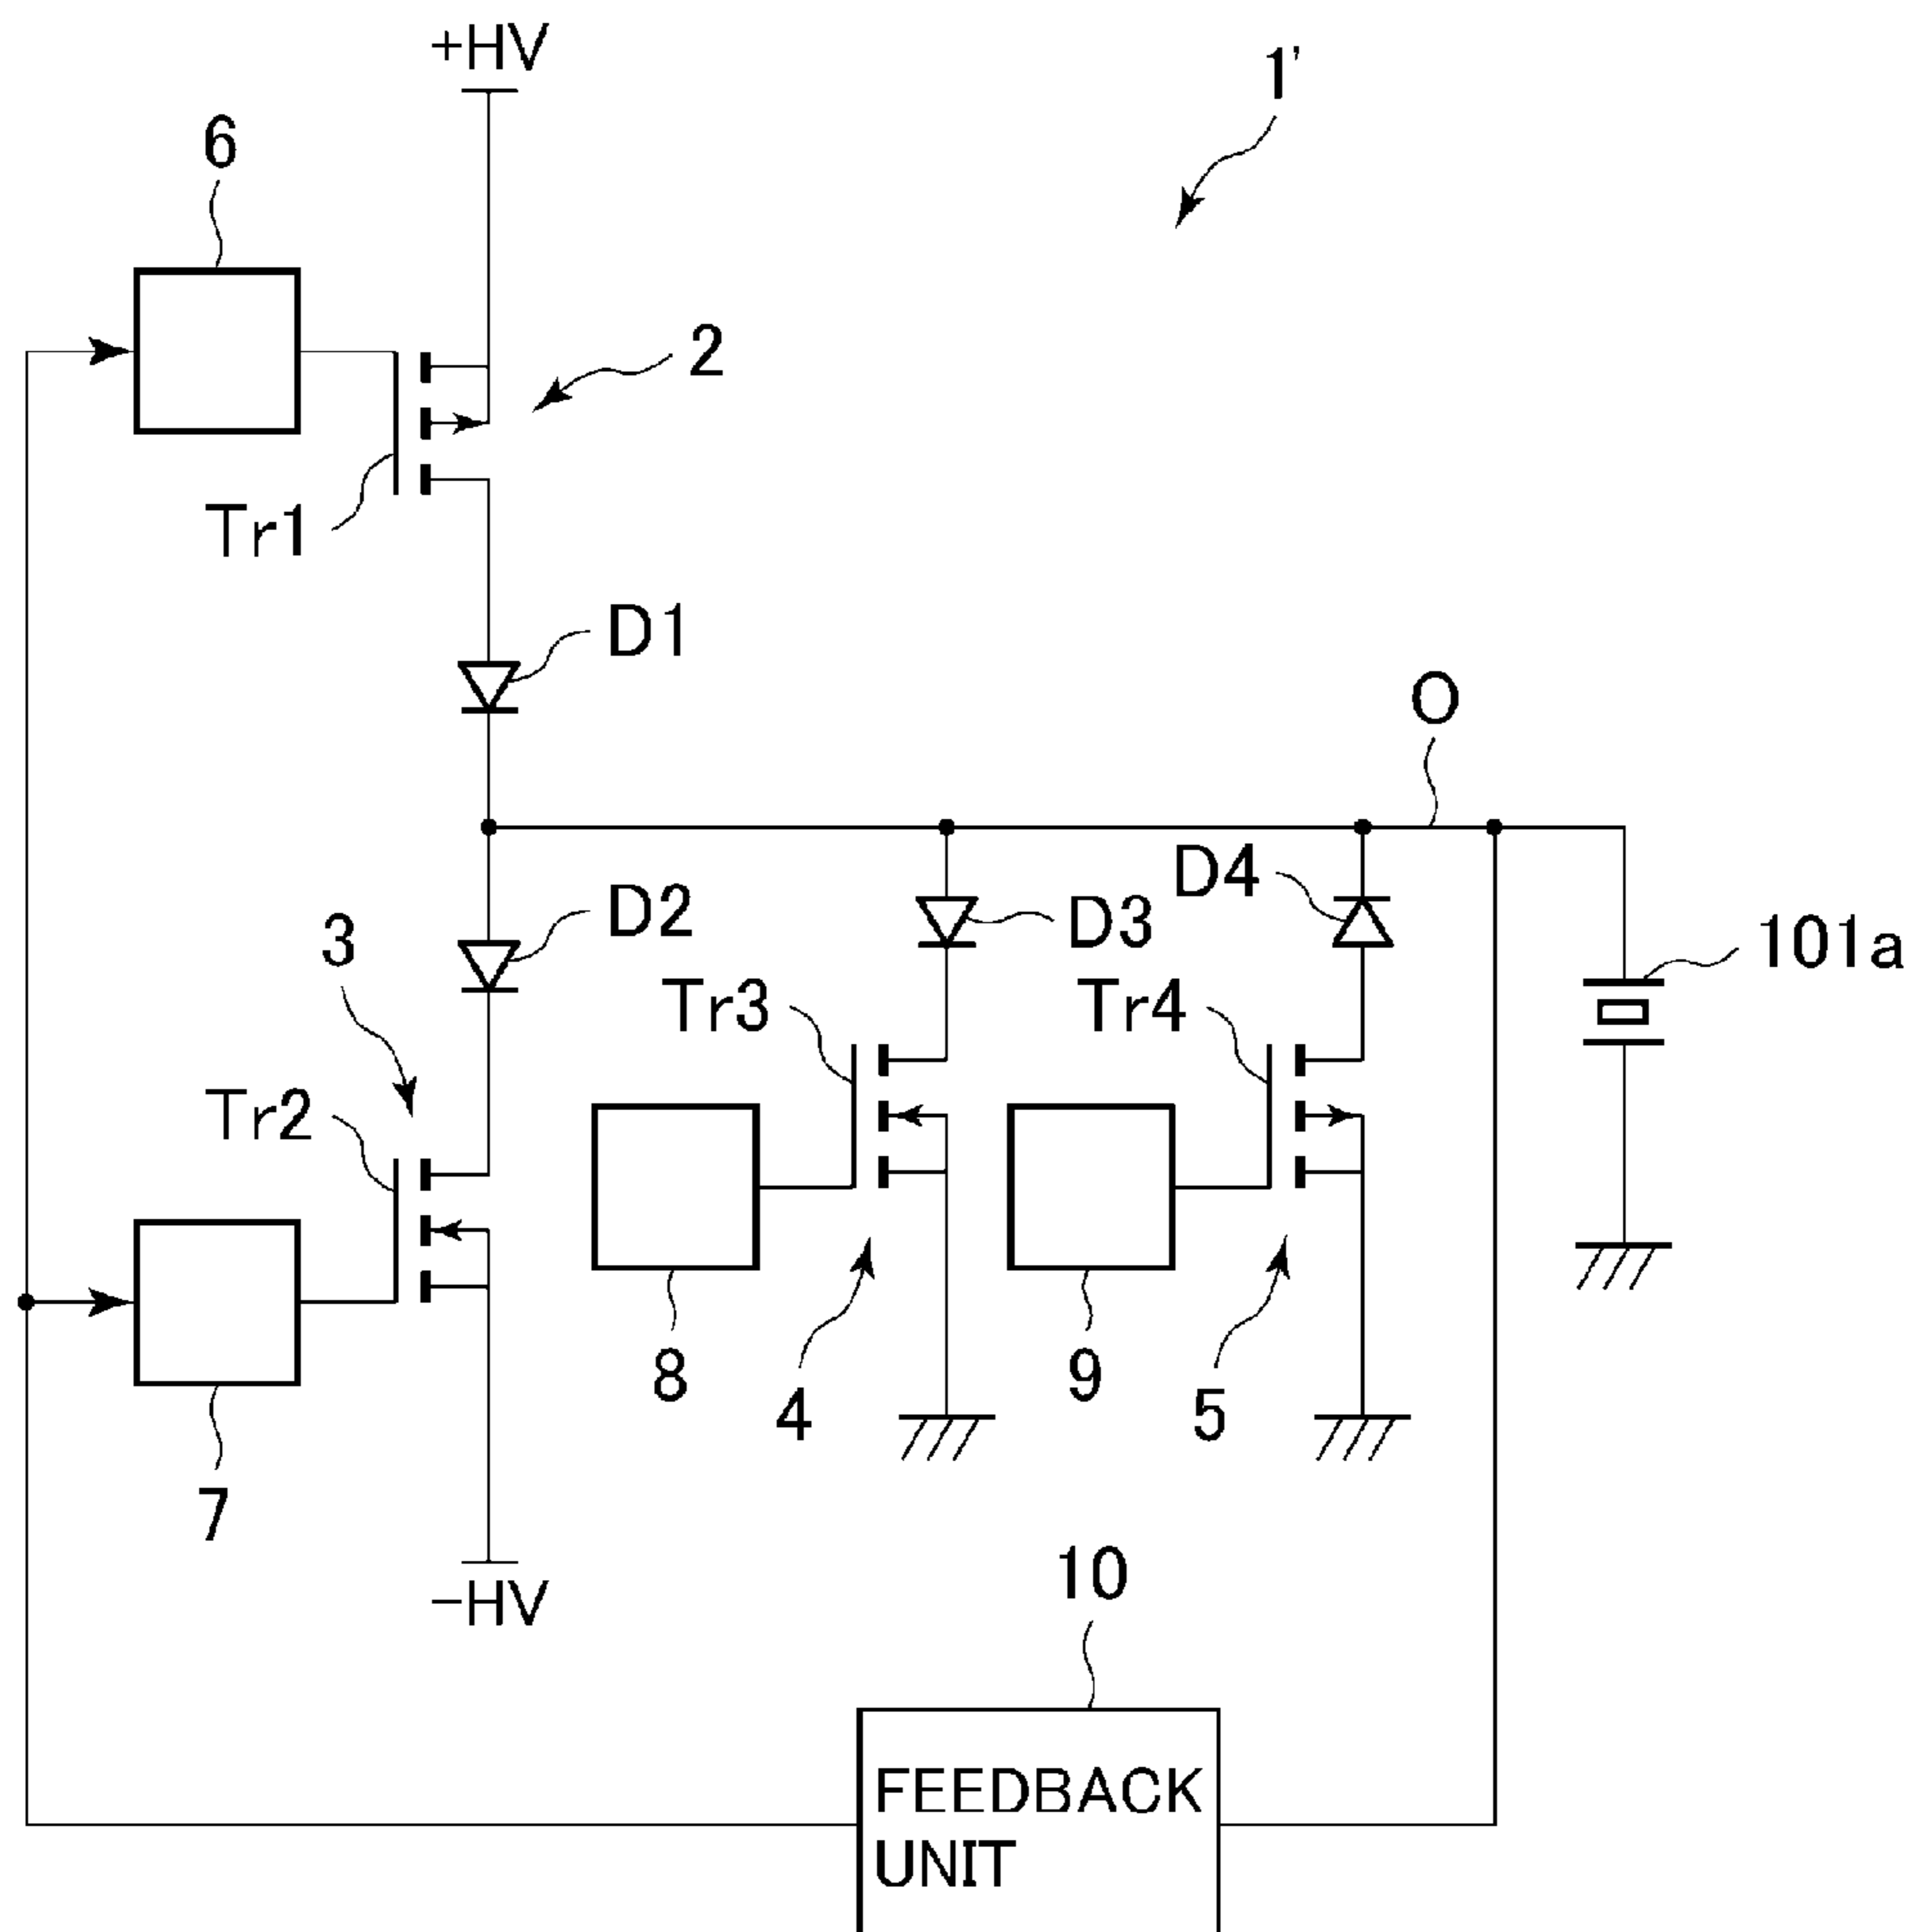 +HV
1'
6
2
Tr1
D1
O
D4
D2
3
D3
101a
Tr3
Tr4
Tr2
8
9
4
5
7
10
-HV
FEEDBACK
UNIT